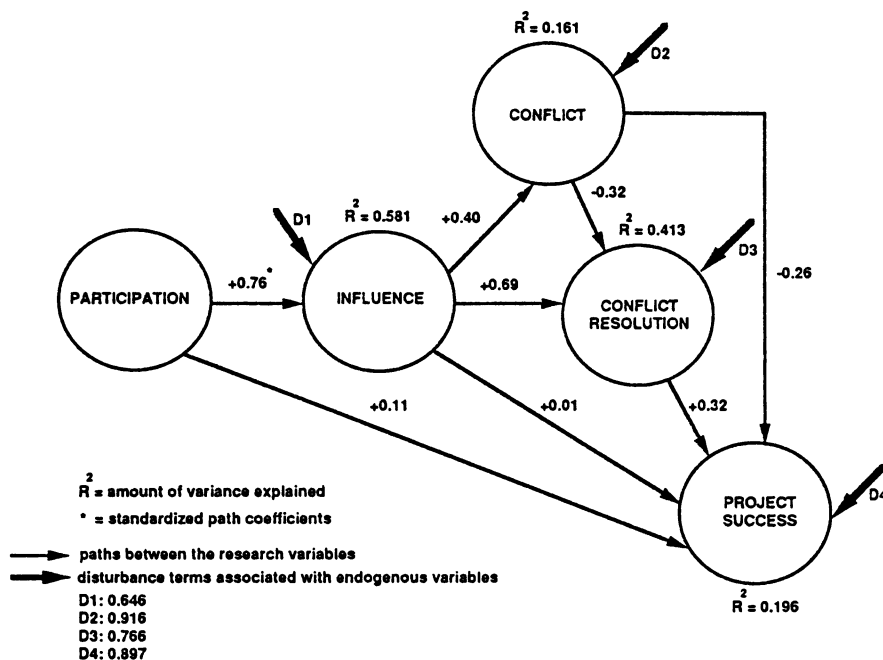 R² = 0.161
D2
CONFLICT
D1
R² = 0.581
+0.40
-0.32
R² = 0.413
D3
PARTICIPATION
+0.76*
INFLUENCE
+0.69
CONFLICT
RESOLUTION
-0.26
+0.11
+0.01
+0.32
PROJECT
SUCCESS
D4
R² = 0.196
R² = amount of variance explained
* = standardized path coefficients
paths between the research variables
disturbance terms associated with endogenous variables
D1: 0.646
D2: 0.916
D3: 0.766
D4: 0.897